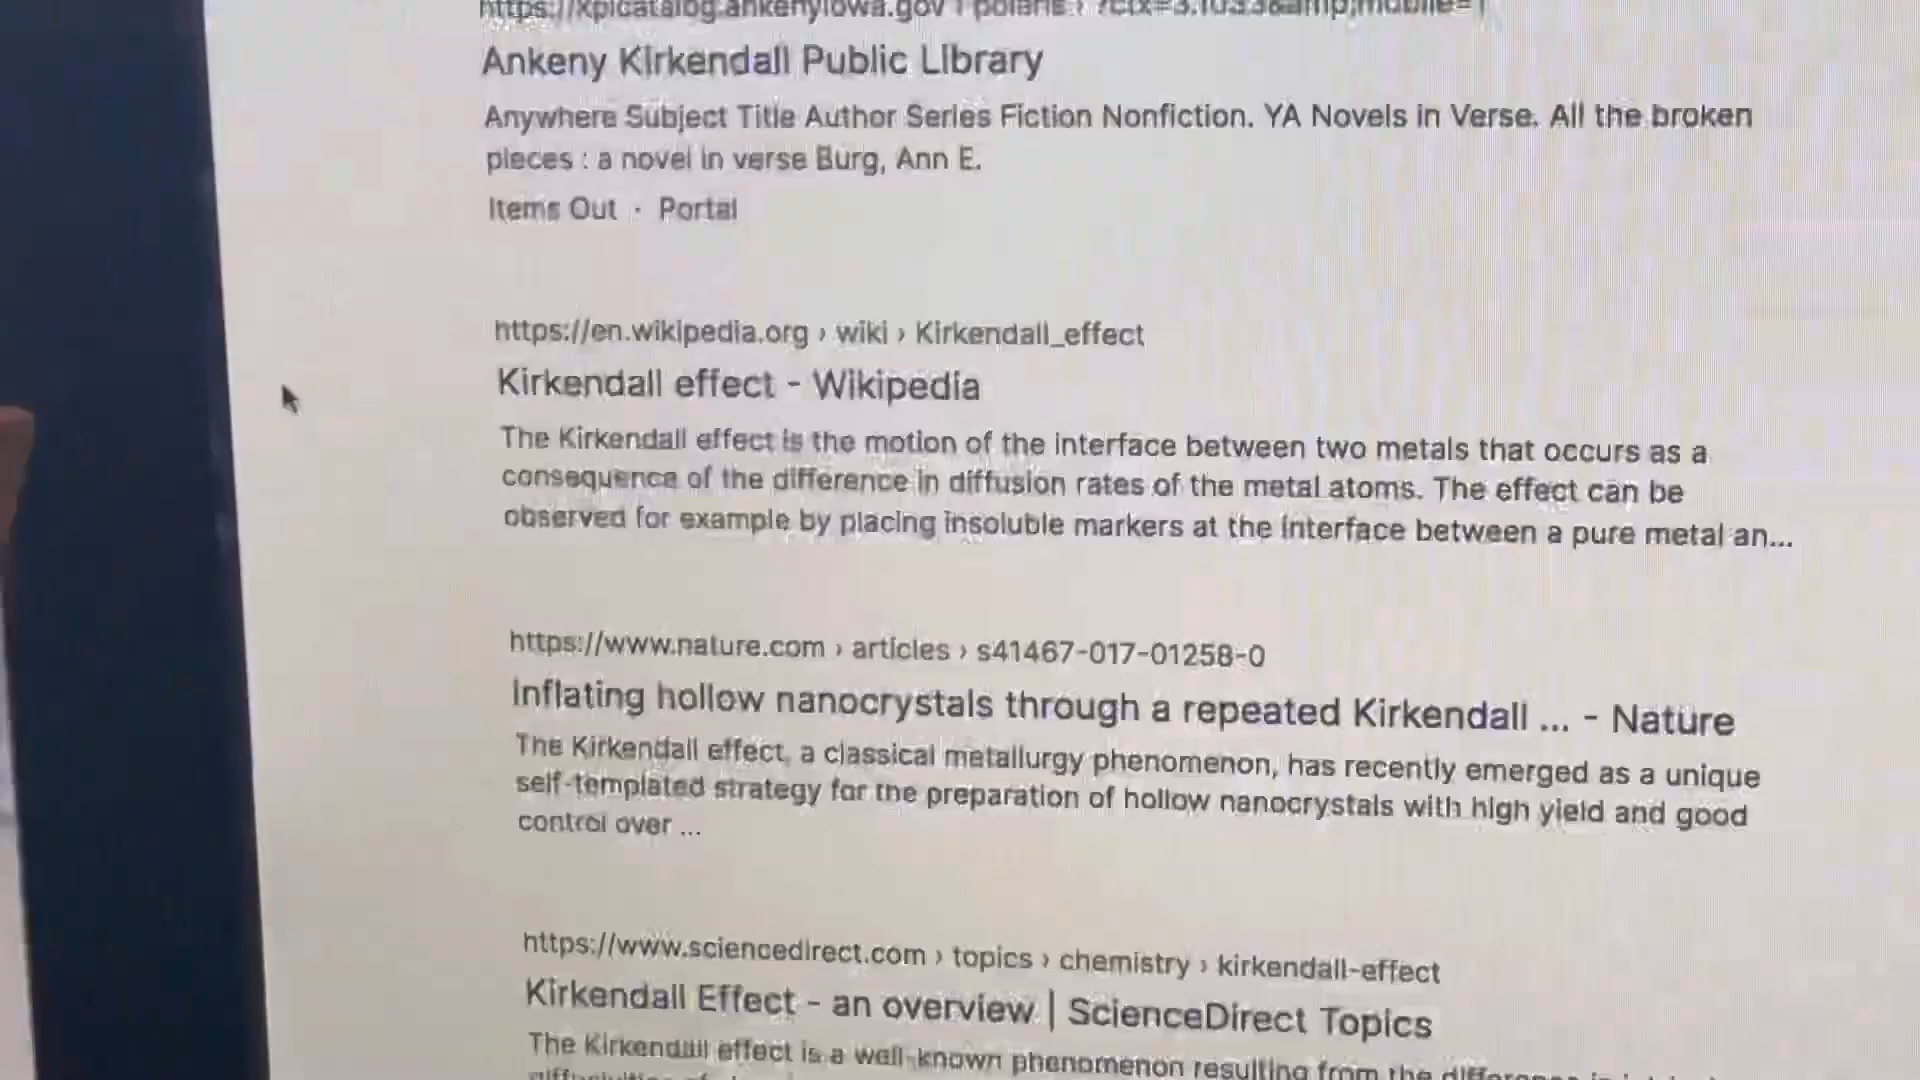 Ankeny Kirkendall Public Library
Anywhere Subject Title Author Series Fiction Nonfiction. YA Novels in Verse. All the broken
pieces : a novel in verse Burg, Ann E.
Items Out · Portal
https://en.wikipedia.org › wiki › Kirkendall_effect
Kirkendall effect - Wikipedia
The Kirkendall effect is the motion of the interface between two metals that occurs as a
consequence of the difference in diffusion rates of the metal atoms. The effect can be
observed for example by placing insoluble markers at the interface between a pure metal an...
https://www.nature.com › articles › s41467-017-01258-0
Inflating hollow nanocrystals through a repeated Kirkendall ... - Nature
The Kirkendall effect, a classical metallurgy phenomenon, has recently emerged as a unique
self-templated strategy for the preparation of hollow nanocrystals with high yield and good
control over ...
https://www.sciencedirect.com › topics › chemistry › kirkendall-effect
Kirkendall Effect - an overview | ScienceDirect Topics
The Kirkendall effect is a well-known phenomenon resulting from the